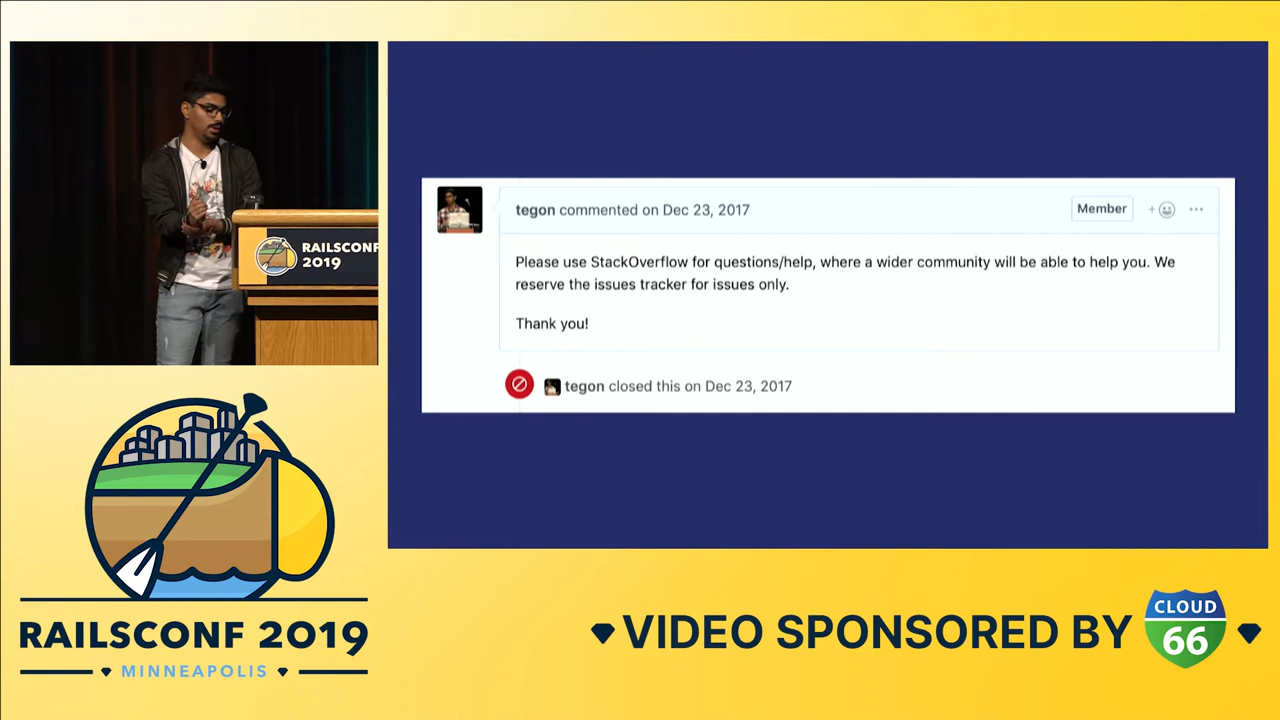 RAILSCONF
2019
tegon commented on Dec 23, 2017
Member
Please use StackOverflow for questions/help, where a wider community will be able to help you. We
reserve the issues tracker for issues only.
Thank you!
tegon closed this on Dec 23, 2017
RAILSCONF 2019
MINNEAPOLIS
VIDEO SPONSORED BY
CLOUD
66